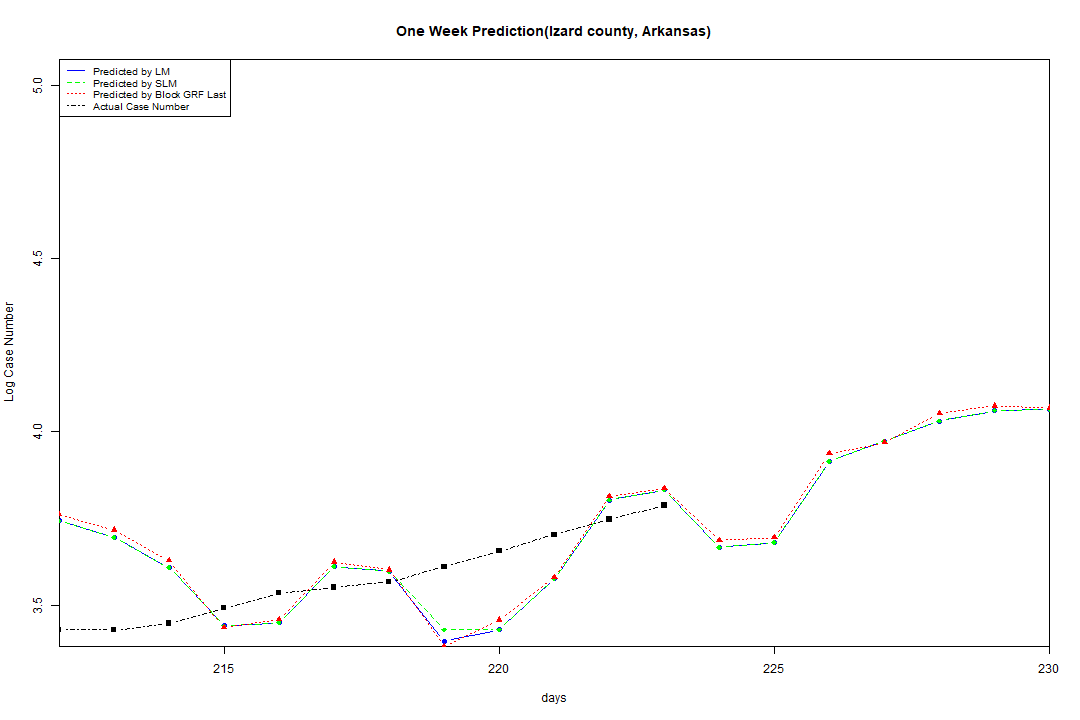 One Week Prediction(Izard county, Arkansas)
Predicted by LM
Predicted by SLM
Predicted by Block GRF Last
Actual Case Number
5.0
4.5
4.0
3.5
Log Case Number
215
220
225
230
days